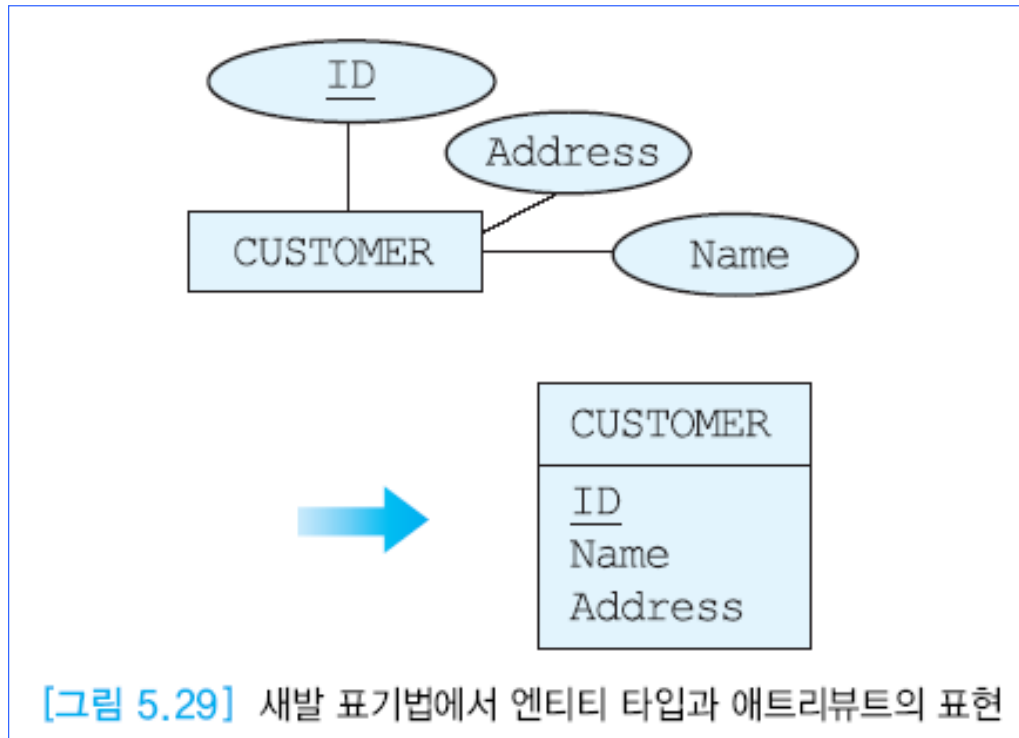 ID
Address
CUSTOMER
Name
CUSTOMER
ID
Name
Address
[그림 5.29] 새발 표기법에서 엔티티 타입과 애트리뷰트의 표현